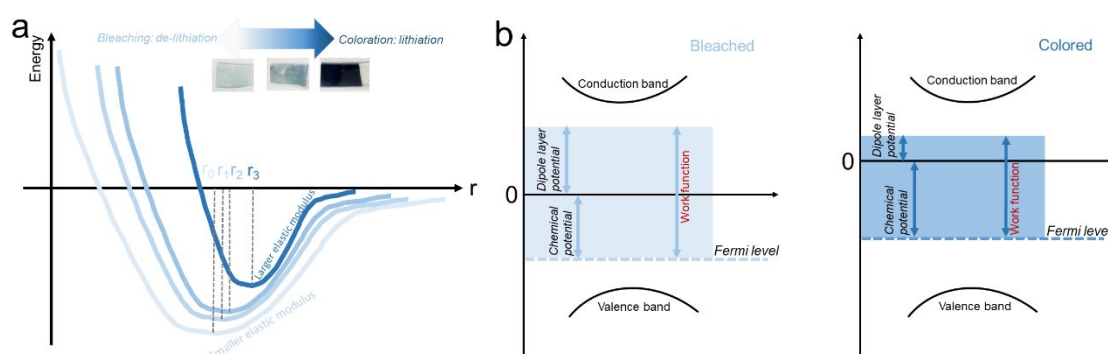 a
Energy
Bleaching: de-lithiation
Coloration: lithiation
r₀ r₁ r₂ r₃
r
Larger elastic modulus
Smaller elastic modulus
b
Bleached
Conduction band
Dipole layer
potential
Work function
0
Chemical
potential
Fermi level
Valence band
Colored
Conduction band
Dipole layer
potential
0
Chemical
potential
Work function
Fermi leve
Valence band